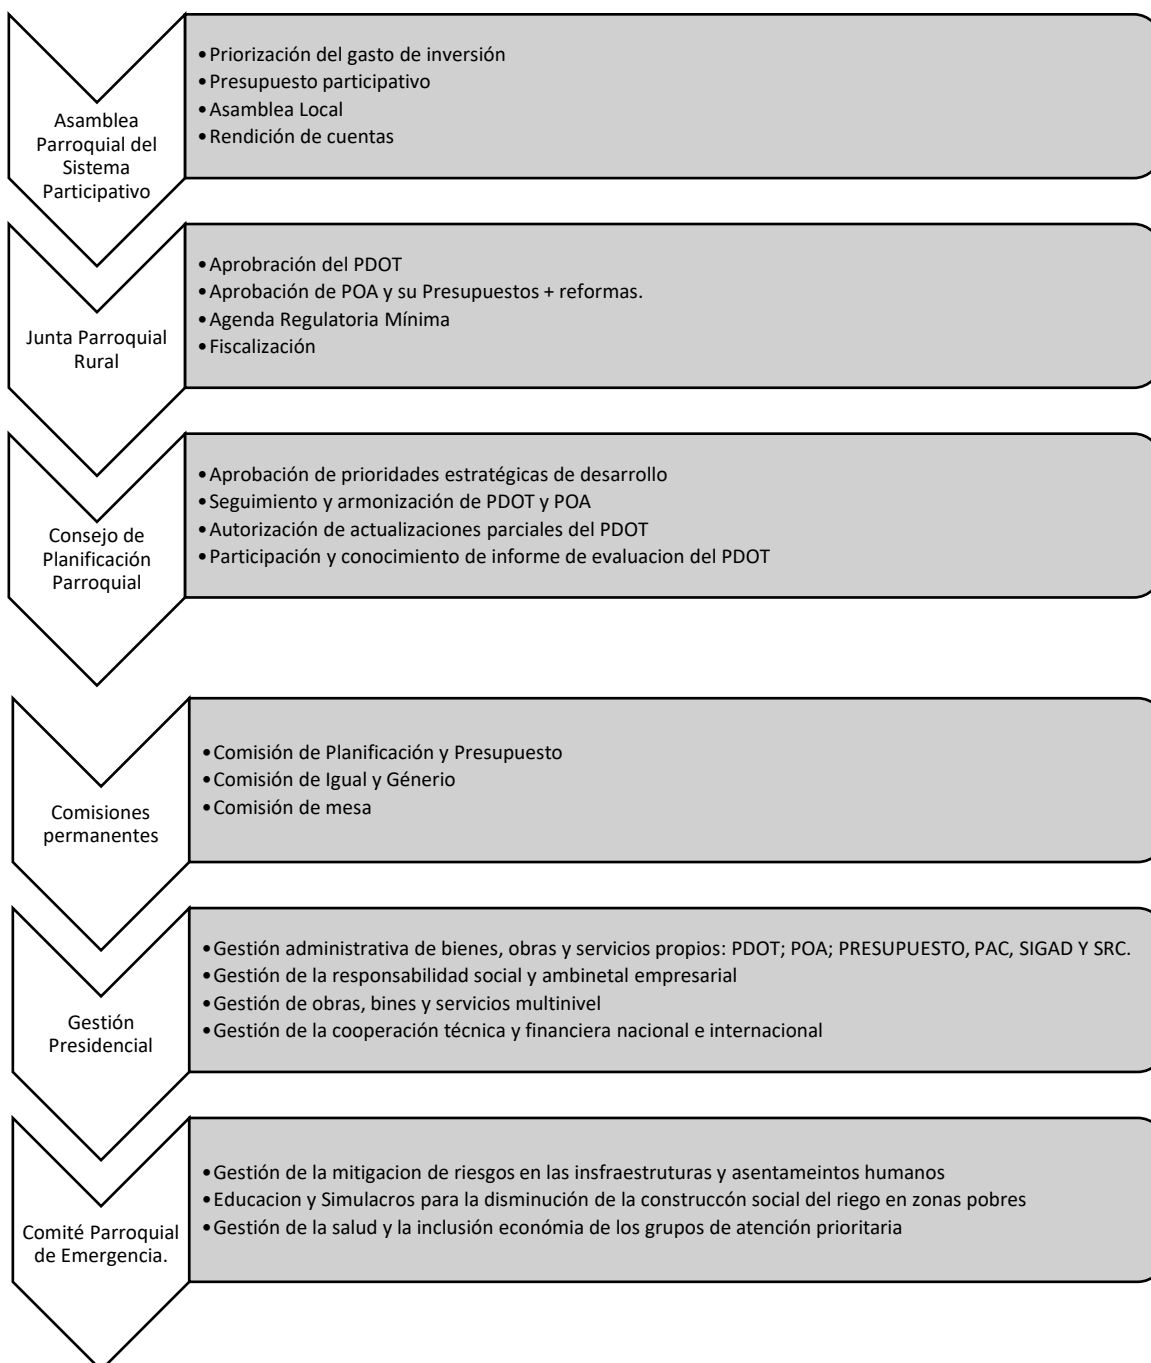 Asamblea
Parroquial del
Sistema
Participativo
•Priorización del gasto de inversión
•Presupuesto participativo
•Asamblea Local
•Rendición de cuentas
Junta Parroquial
Rural
•Aprobración del PDOT
•Aprobación de POA y su Presupuestos + reformas.
•Agenda Regulatoria Mínima
•Fiscalización
Consejo de
Planificación
Parroquial
•Aprobación de prioridades estratégicas de desarrollo
•Seguimiento y armonización de PDOT y POA
•Autorización de actualizaciones parciales del PDOT
•Participación y conocimiento de informe de evaluacion del PDOT
Comisiones
permanentes
•Comisión de Planificación y Presupuesto
•Comisión de Igual y Génerio
•Comisión de mesa
Gestión
Presidencial
•Gestión administrativa de bienes, obras y servicios propios: PDOT; POA; PRESUPUESTO, PAC, SIGAD Y SRC.
•Gestión de la responsabilidad social y ambinetal empresarial
•Gestión de obras, bines y servicios multinivel
•Gestión de la cooperación técnica y financiera nacional e internacional
Comité Parroquial
de Emergencia.
•Gestión de la mitigacion de riesgos en las insfraestruturas y asentameintos humanos
•Educacion y Simulacros para la disminución de la construccón social del riego en zonas pobres
•Gestión de la salud y la inclusión económia de los grupos de atención prioritaria